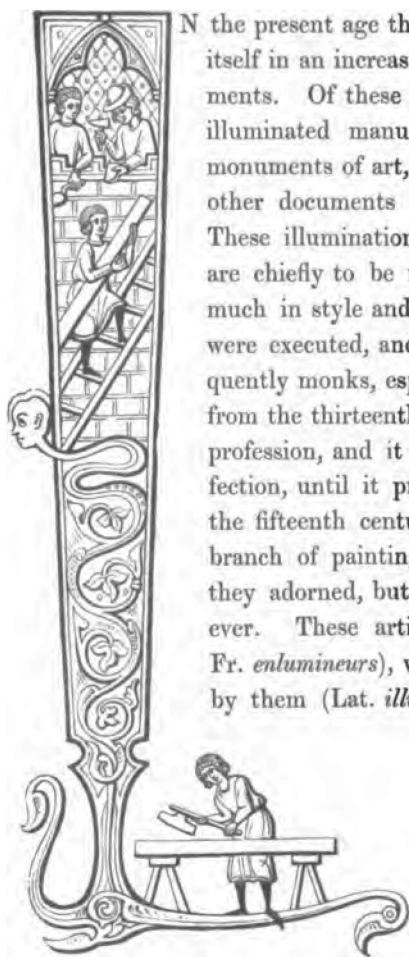 IN the present age th
itself in an increas
ments. Of these
illuminated manu
monuments of art,
other documents
These illumination
are chiefly to be
much in style and
were executed, and
quently monks, esp
from the thirteenth
profession, and it
fection, until it pr
the fifteenth centu
branch of paintin
they adorned, but
ever. These arti
Fr. enlumineurs),
by them (Lat. illu